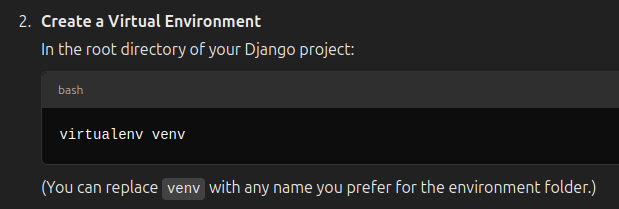 2. Create a Virtual Environment
In the root directory of your Django project:
bash
virtualenv venv
(You can replace venv with any name you prefer for the environment folder.)